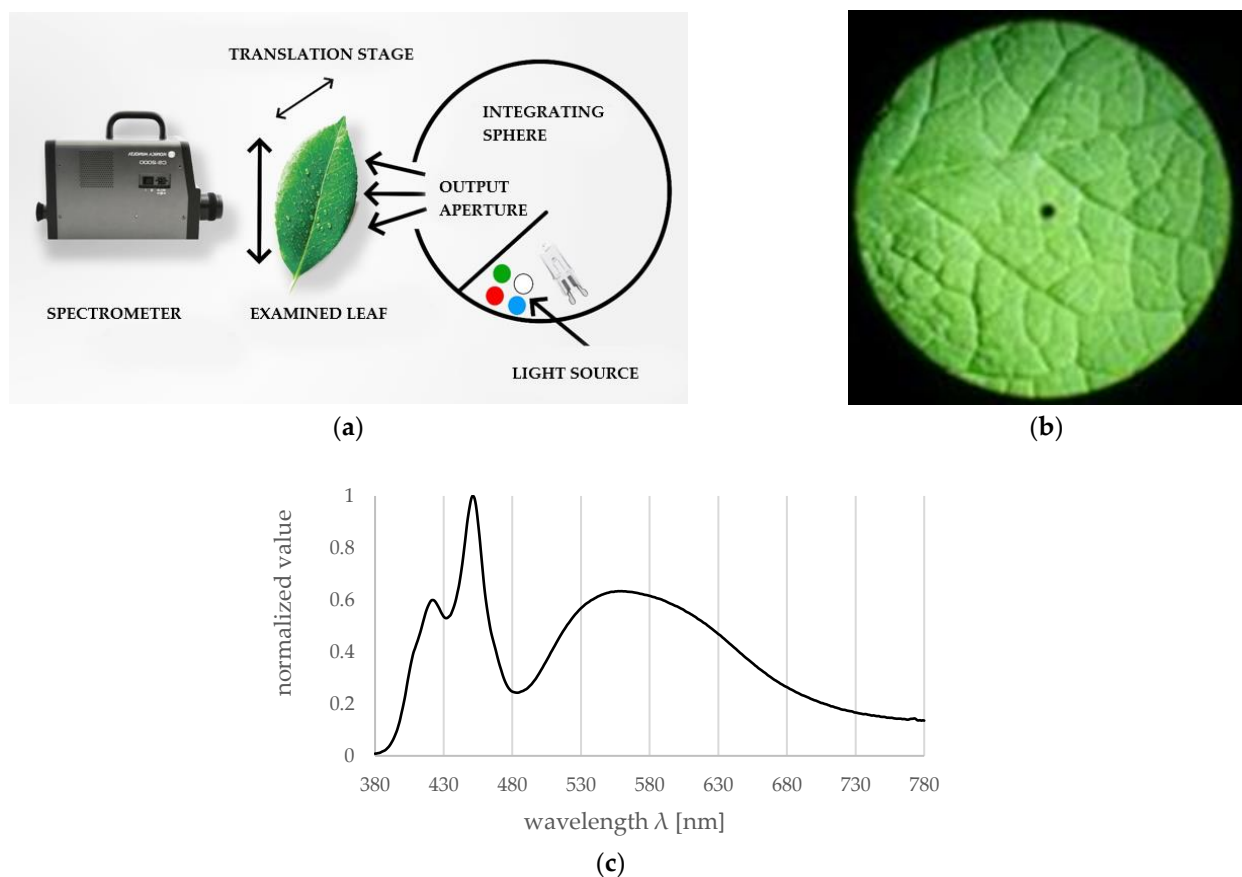 TRANSLATION STAGE
INTEGRATING
SPHERE
OUTPUT
APERTURE
SPECTROMETER
EXAMINED LEAF
LIGHT SOURCE
(a)
(b)
normalized value
1
0.8
0.6
0.4
0.2
0
380
430
480
530
580
630
680
730
780
wavelength λ [nm]
(c)